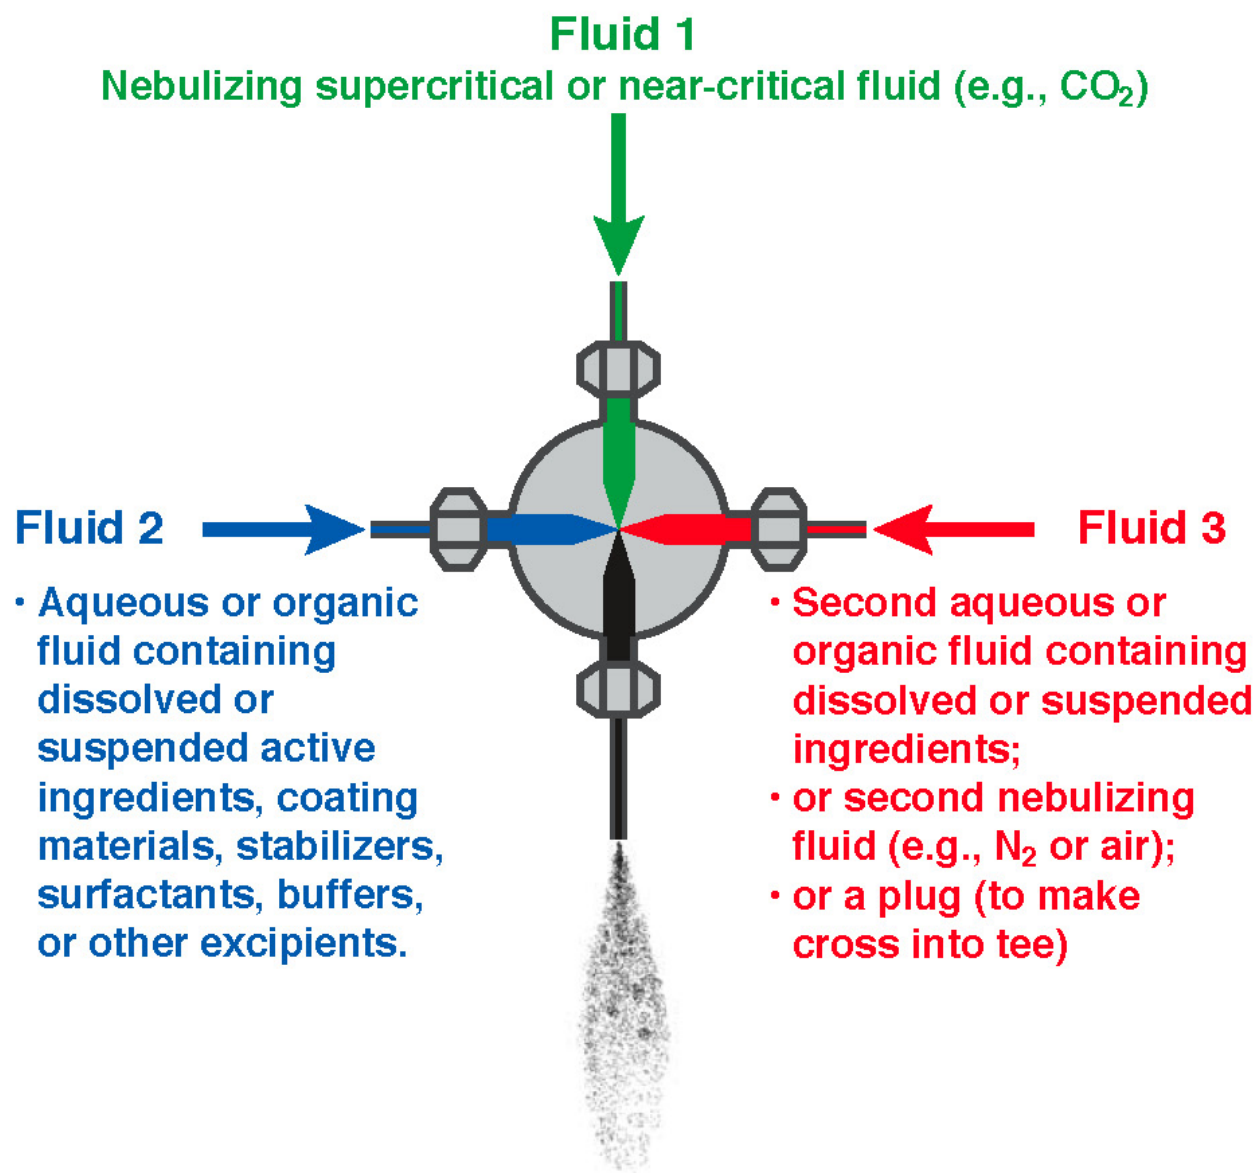 Fluid 1
Nebulizing supercritical or near-critical fluid (e.g., CO₂)
Fluid 2
• Aqueous or organic
fluid containing
dissolved or
suspended active
ingredients, coating
materials, stabilizers,
surfactants, buffers,
or other excipients.
Fluid 3
• Second aqueous or
organic fluid containing
dissolved or suspended
ingredients;
• or second nebulizing
fluid (e.g., N₂ or air);
• or a plug (to make
cross into tee)